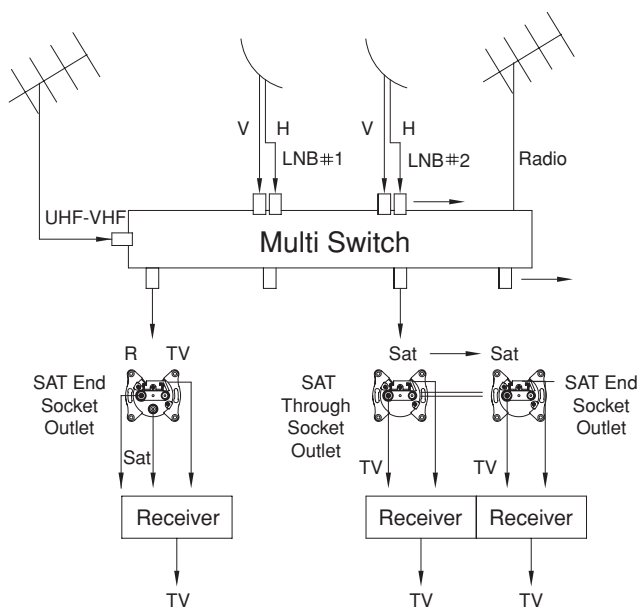 V
H
V
H
LNB#1
LNB#2
Radio
UHF-VHF
Multi Switch
R
TV
Sat
Sat
SAT End
Socket
Outlet
SAT
Through
Socket
Outlet
SAT End
Socket
Outlet
Sat
TV
TV
Receiver
Receiver
Receiver
TV
TV
TV